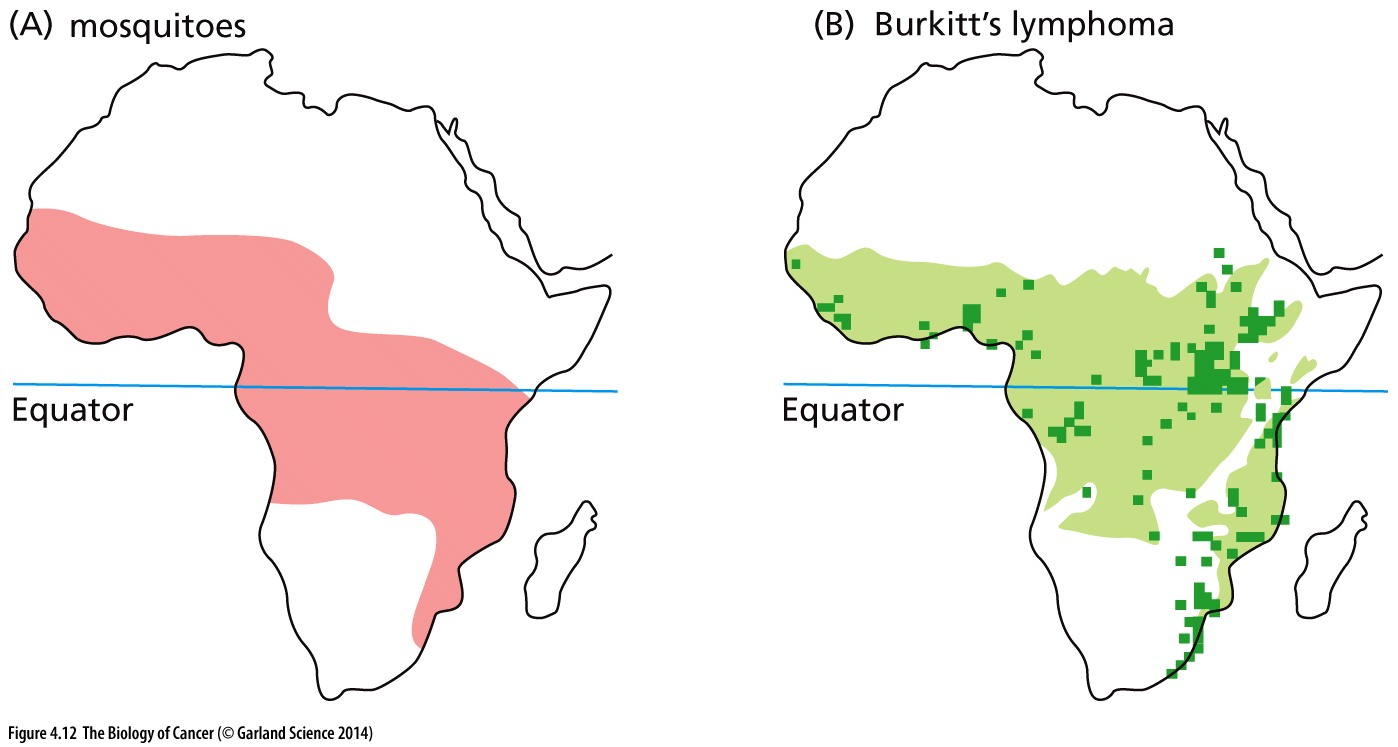 (A) mosquitoes
(B) Burkitt's lymphoma
Equator
Equator
Figure 4.12 The Biology of Cancer (© Garland Science 2014)